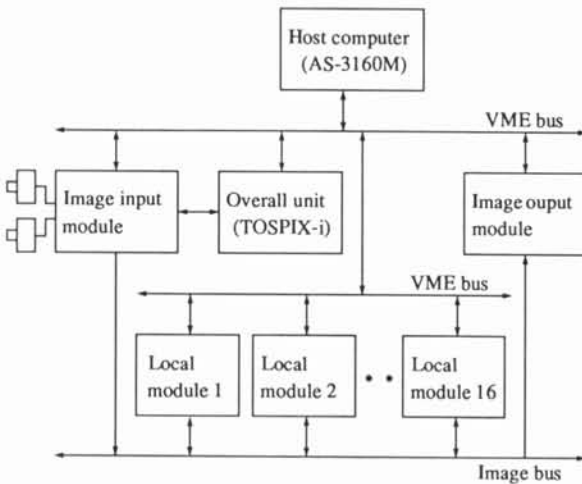 Host computer
(AS-3160M)
VME bus
Image input
module
Overall unit
(TOSPIX-i)
Image ouput
module
VME bus
Local
module 1
Local
module 2
Local
module 16
Image bus